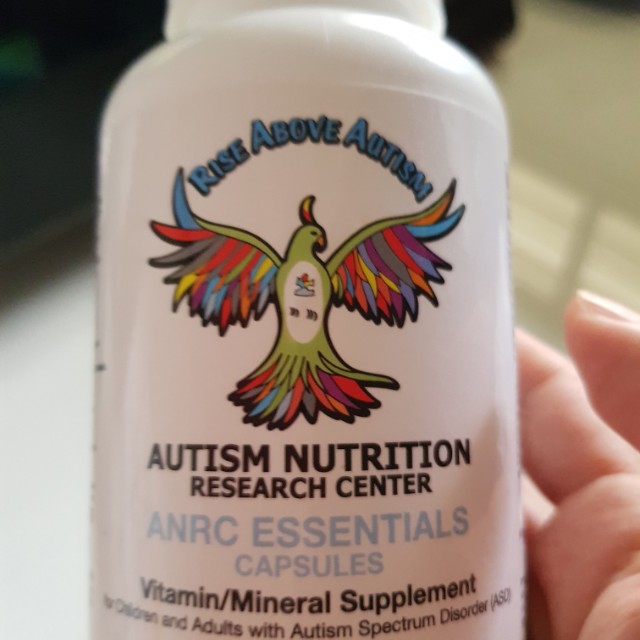 RISE ABOVE AUTISM
AUTISM NUTRITION
RESEARCH CENTER
ANRC ESSENTIALS
CAPSULES
Vitamin/Mineral Supplement
for Children and Adults with Autism Spectrum Disorder (ASD)